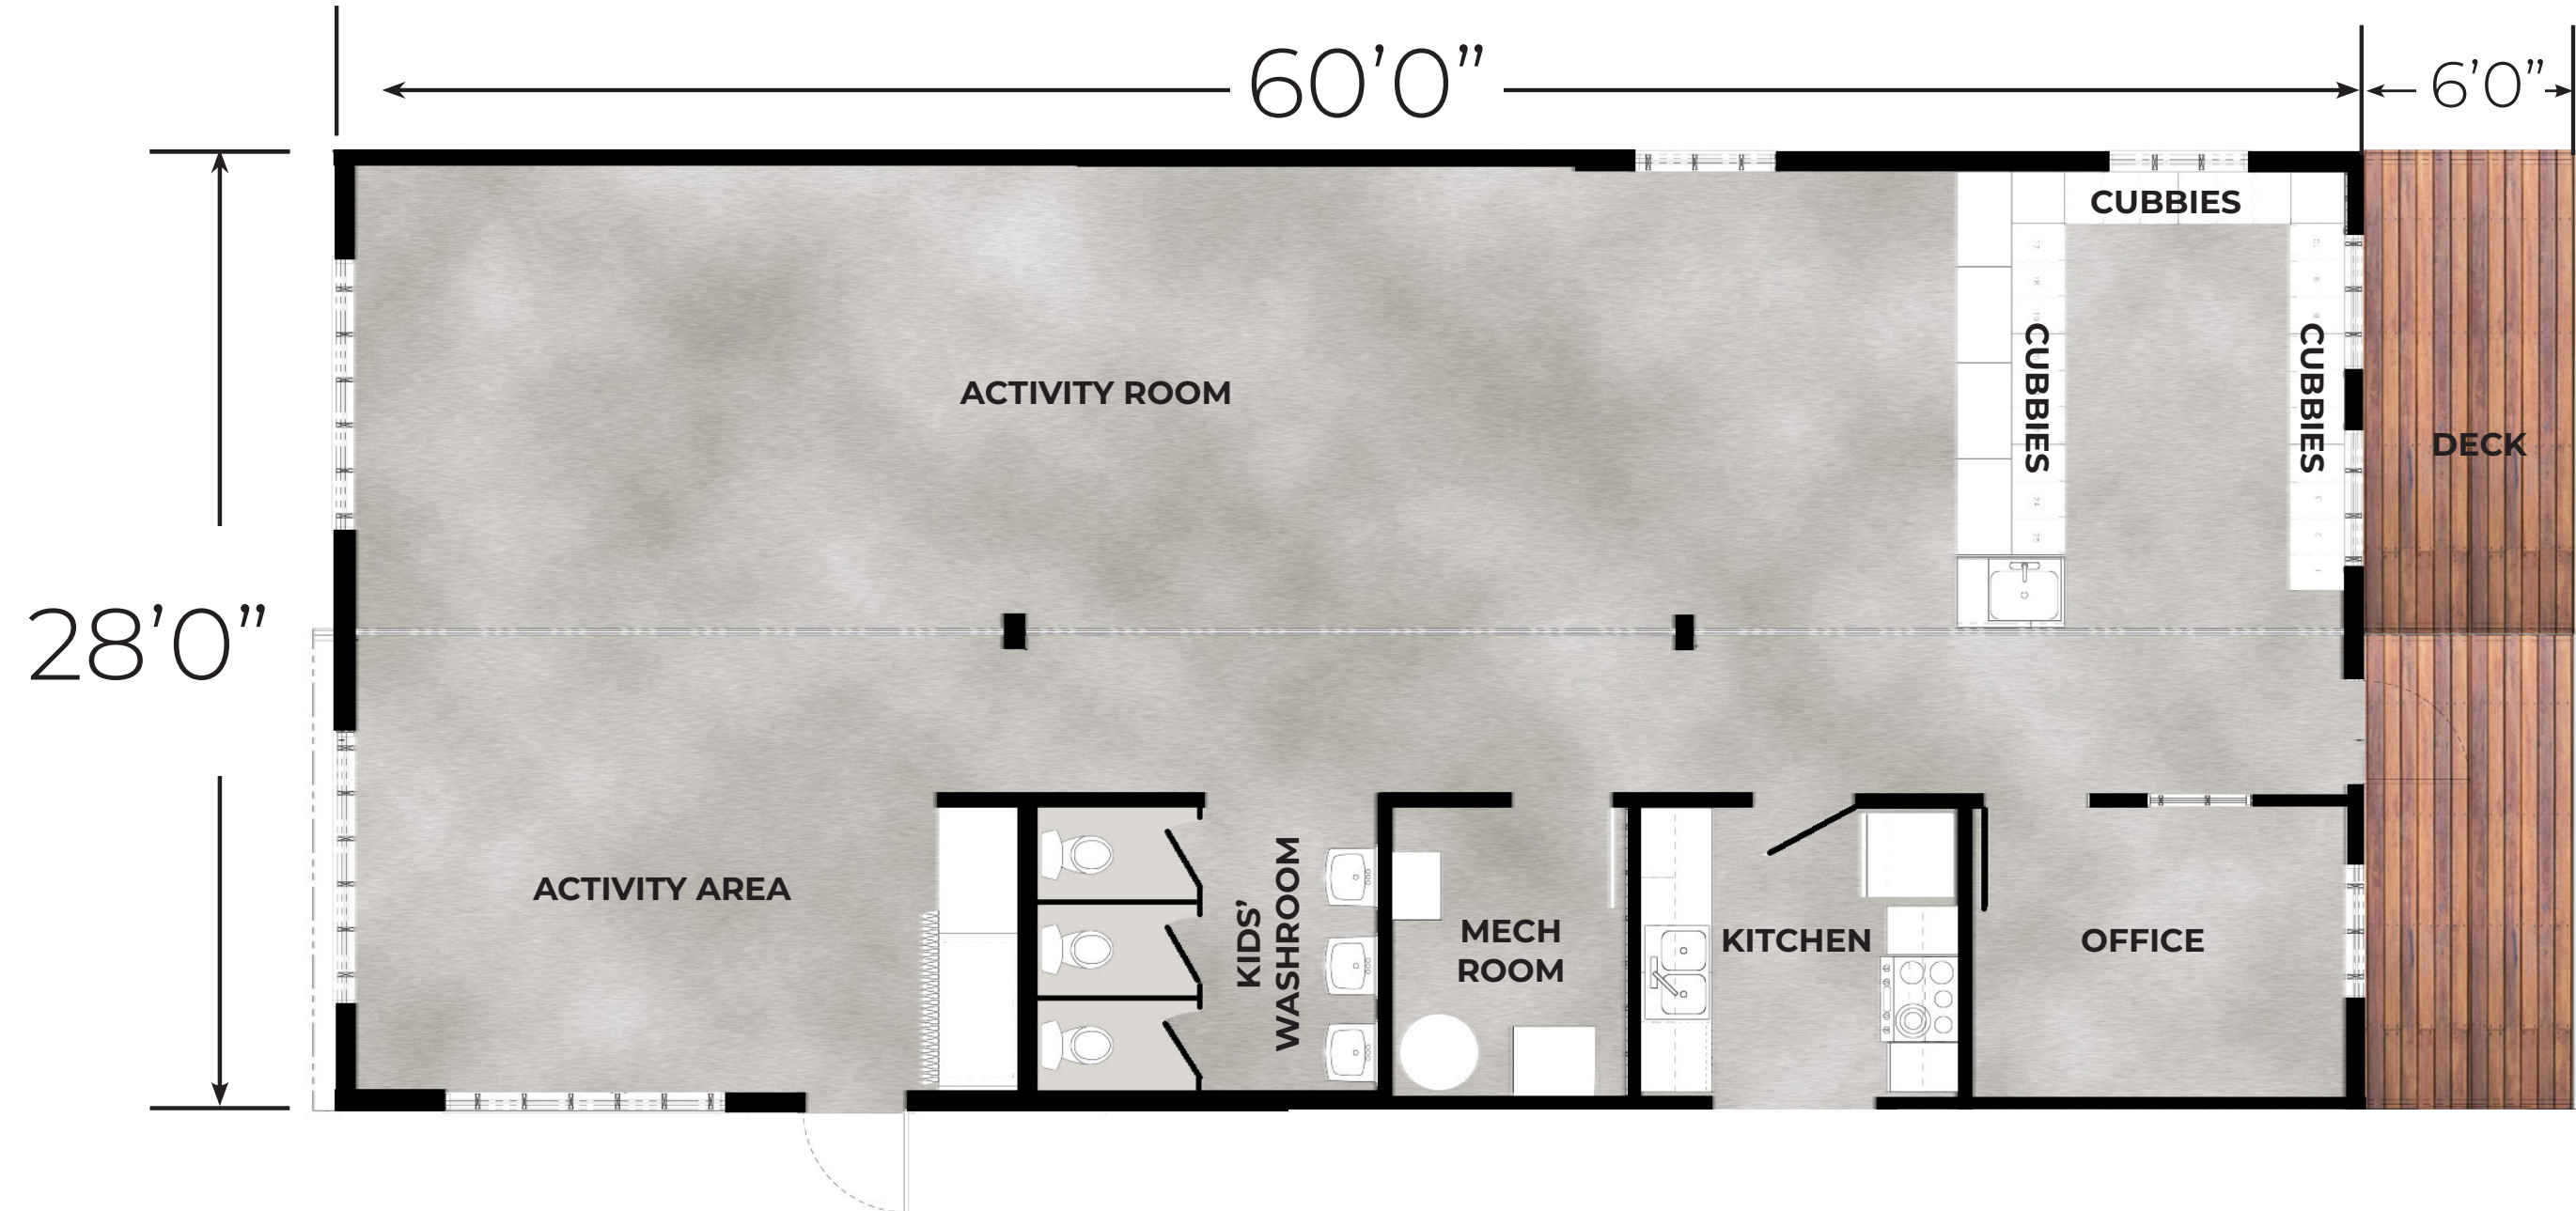 60’0”
6’0”
CUBBIES
ACTIVITY ROOM
CUBBIES
CUBBIES
DECK
28’0”
ACTIVITY AREA
KIDS’
WASHROOM
MECH
ROOM
KITCHEN
OFFICE